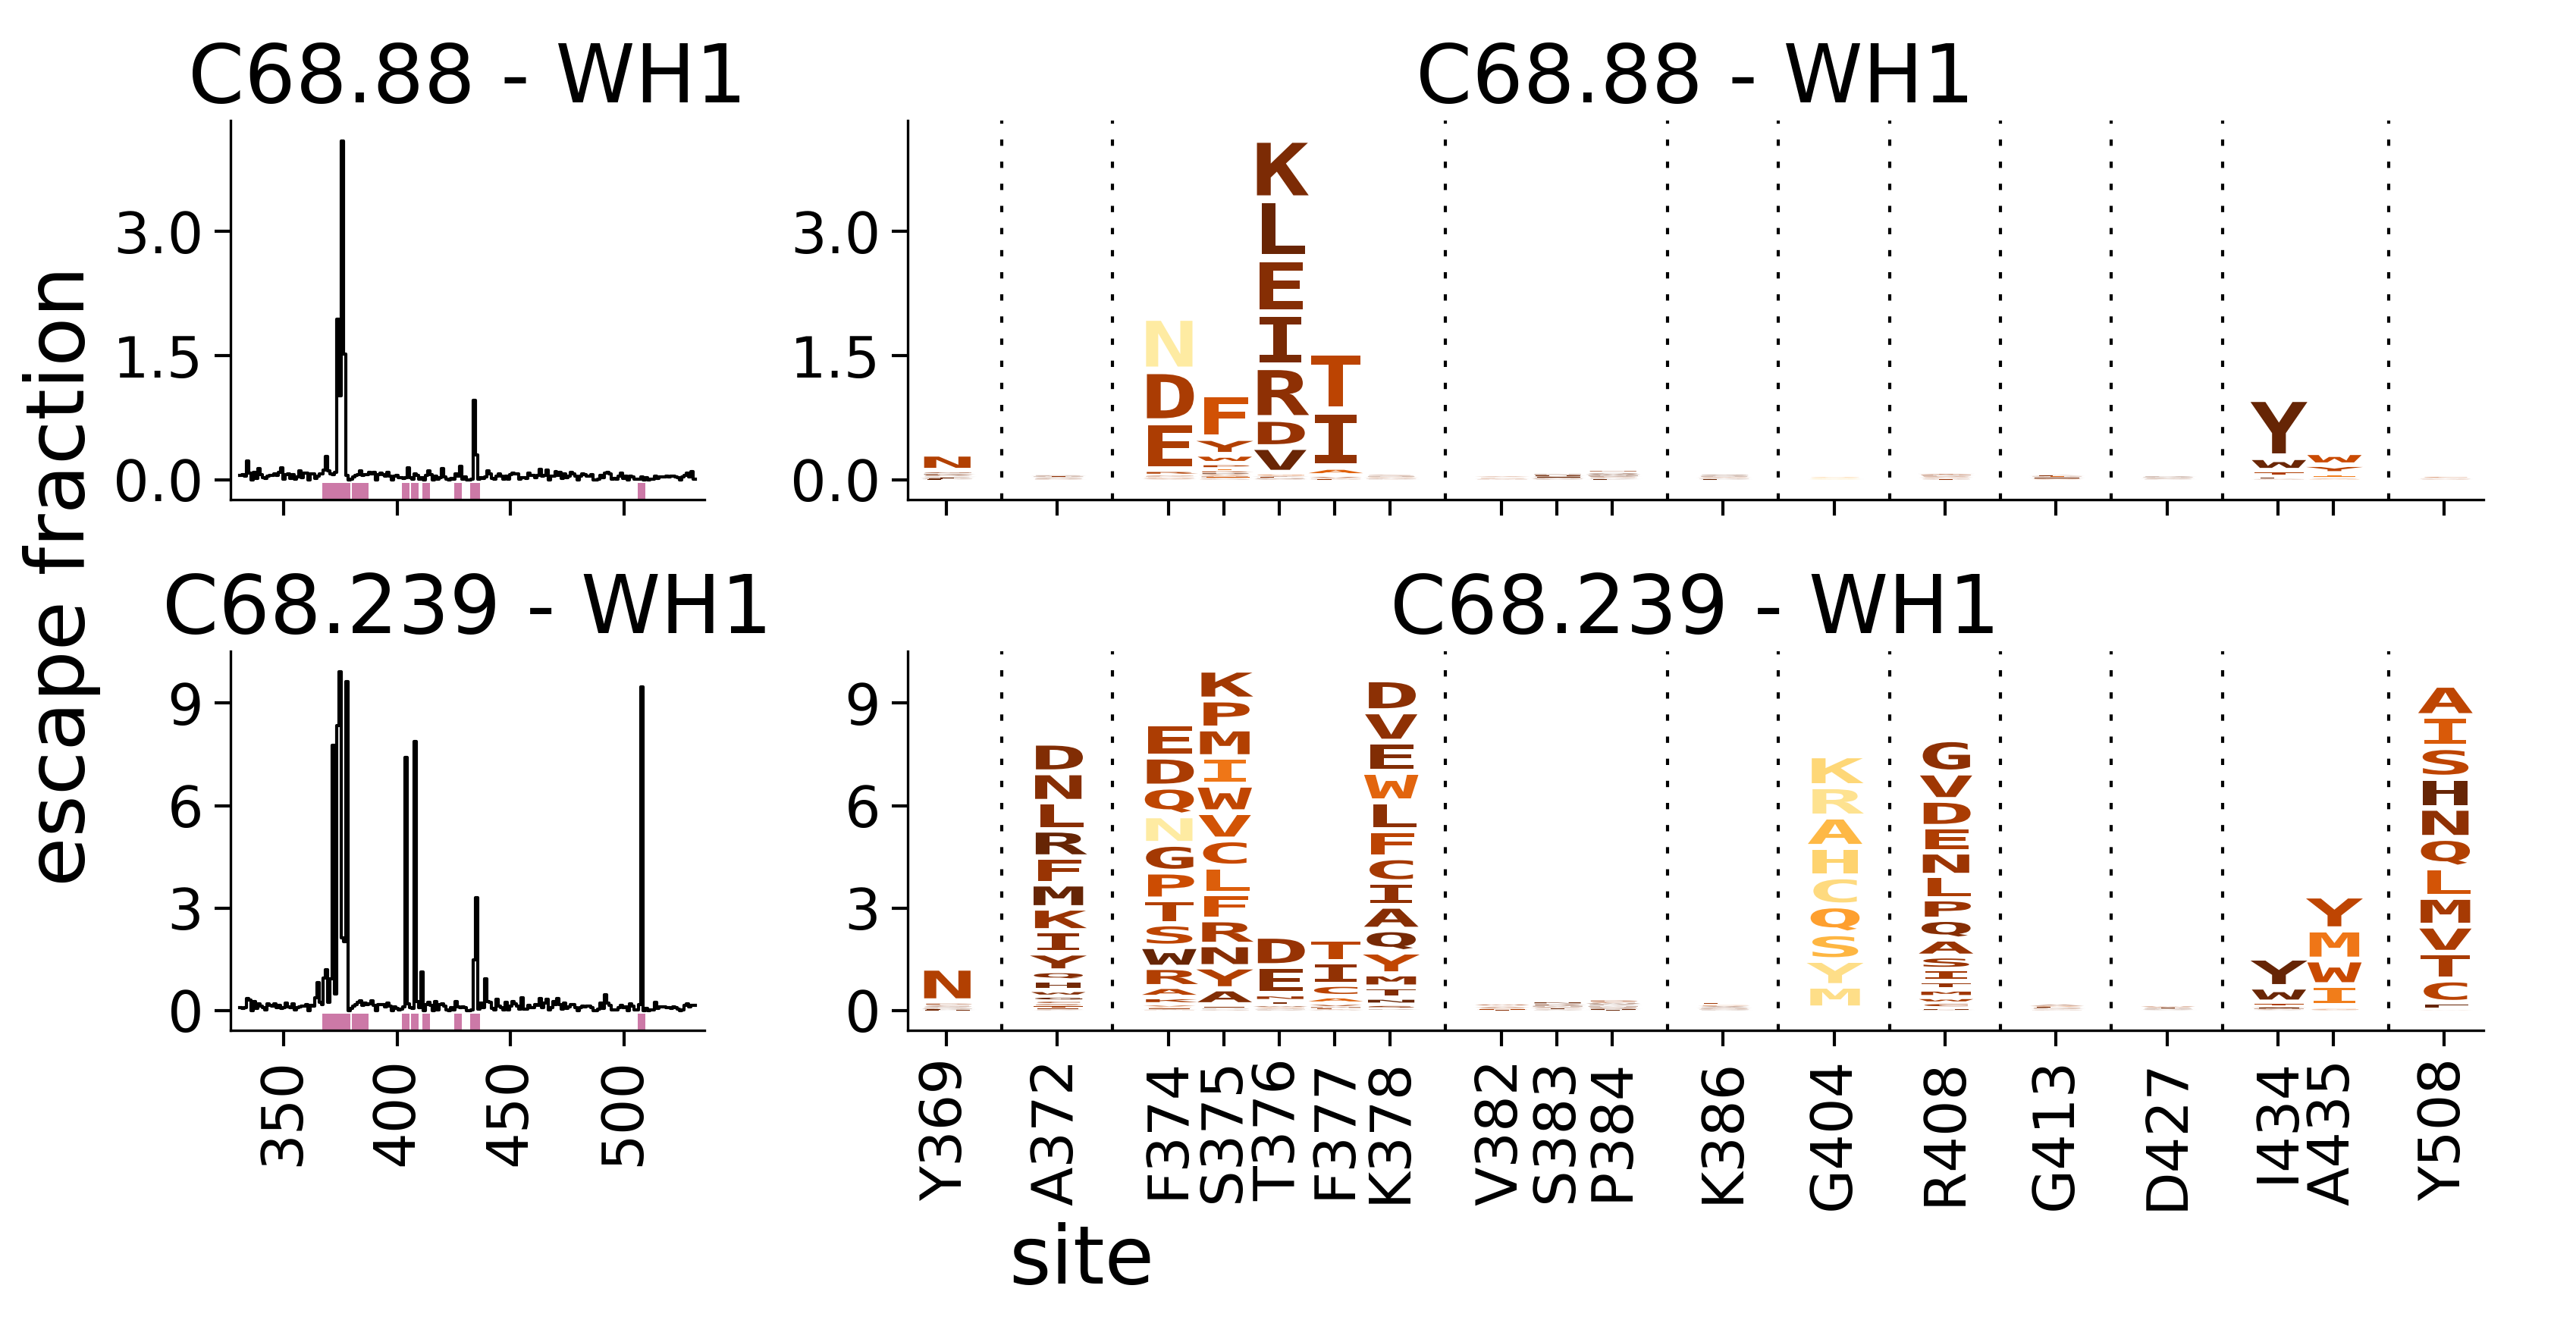 C68.88 - WH1
C68.88 - WH1
escape fraction
3.0
1.5
0.0
3.0
1.5
0.0
N
N
D
E
F
K
L
E
I
R
D
V
T
I
Y
W
C68.239 - WH1
C68.239 - WH1
9
6
3
0
9
6
3
0
N
D
N
L
R
F
M
K
I
Y
E
D
Q
N
G
P
T
S
W
R
A
K
P
M
I
W
V
C
L
F
R
N
Y
A
D
E
T
I
C
D
V
E
W
L
F
C
I
A
Q
Y
M
K
R
A
H
C
Q
S
Y
M
G
V
D
E
N
L
P
Q
A
S
Y
W
Y
M
W
I
A
I
S
H
N
Q
L
M
V
T
C
350
400
450
500
Y369
A372
F374
S375
T376
F377
K378
V382
S383
P384
K386
G404
R408
G413
D427
I434
A435
Y508
site